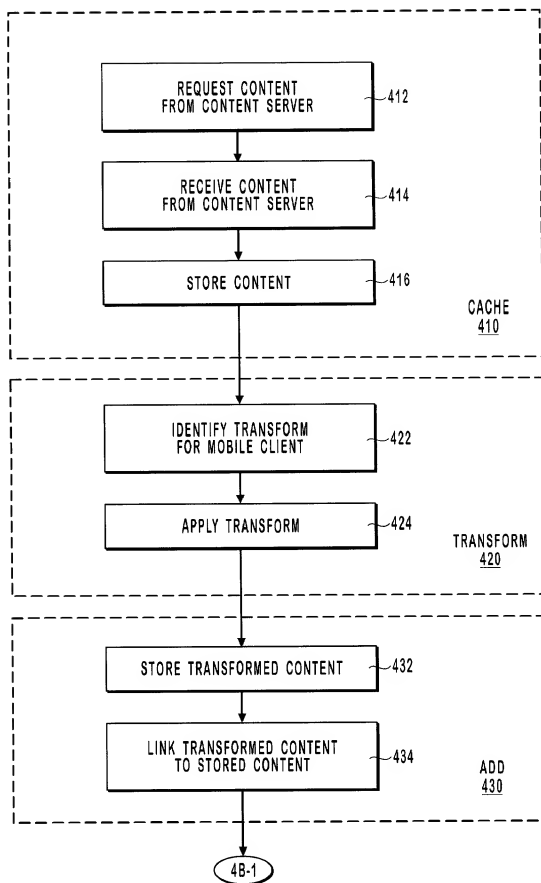 REQUEST CONTENT
FROM CONTENT SERVER
412
RECEIVE CONTENT
FROM CONTENT SERVER
414
STORE CONTENT
416
CACHE
410
IDENTIFY TRANSFORM
FOR MOBILE CLIENT
422
APPLY TRANSFORM
424
TRANSFORM
420
STORE TRANSFORMED CONTENT
432
LINK TRANSFORMED CONTENT
TO STORED CONTENT
434
ADD
430
4B-1